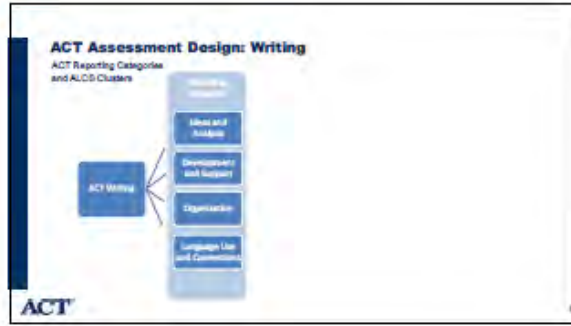 ACT Assessment Design: Writing
ACT Reporting Categories
and ALCS Clusters
Ideas and
Analysis
Development
and Support
ACT Writing
Organization
Language Use
and Conventions
ACT